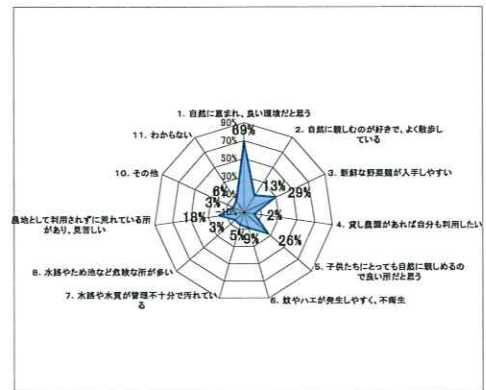 1. 自然に恵まれ、良い環境だと思う
90%
69%
70%
50%
30%
11. わからない
2. 自然に親しむのが好きで、よく散歩し
ている
10. その他
3. 新鮮な野菜類が入手しやすい
6%
13%
29%
3%
18%
2%
農地として利用されずに荒れている所
があり、見苦しい
4. 貸し農園があれば自分も利用したい
3%
5%
9%
26%
5. 子供たちにとっても自然に親しめるの
で良い所だと思う
8. 水路やため池など危険な所が多い
7. 水路や水質が管理不十分で汚れてい
る
6. 蚊やハエが発生しやすく、不衛生